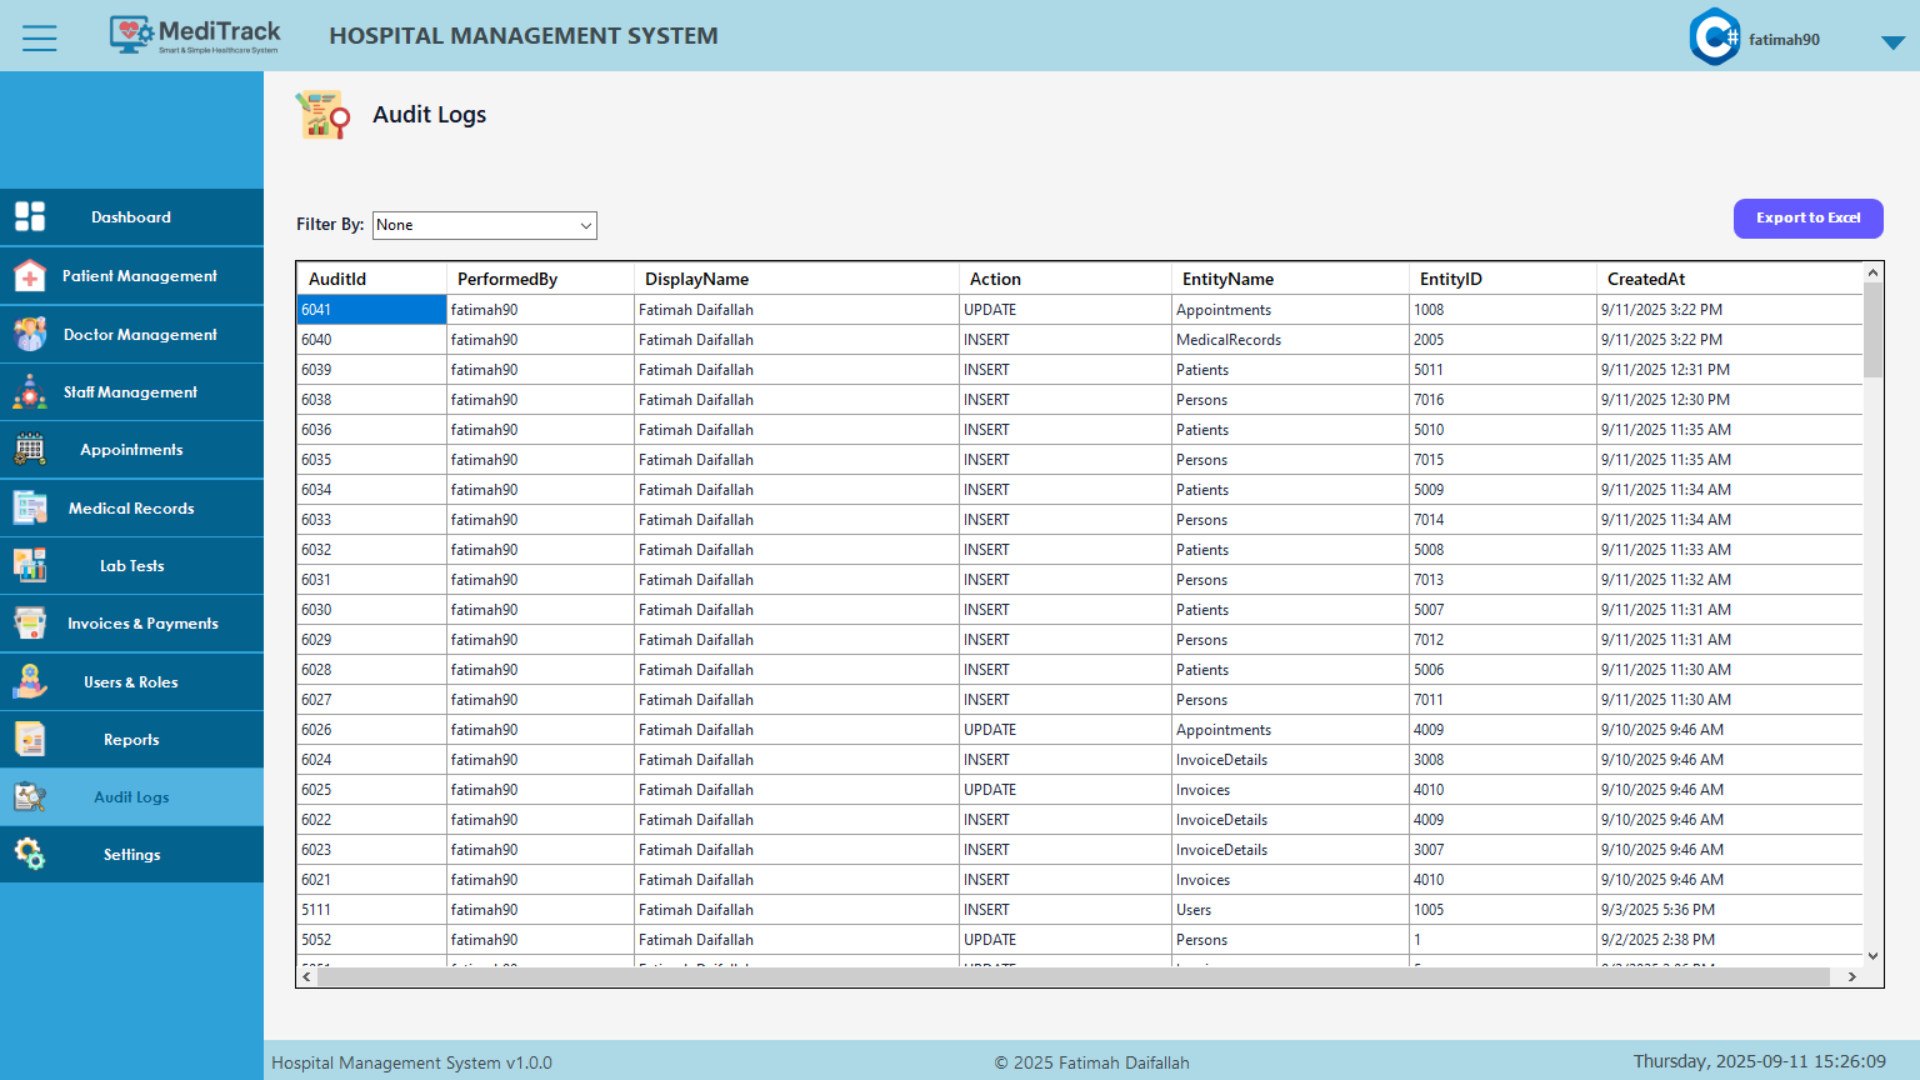 MediTrack
Smart & Simple Healthcare System
HOSPITAL MANAGEMENT SYSTEM
fatimah90
Audit Logs
Dashboard
Patient Management
Doctor Management
Staff Management
Appointments
Medical Records
Lab Tests
Invoices & Payments
Users & Roles
Reports
Audit Logs
Settings
Filter By: None
Export to Excel
AuditId PerformedBy DisplayName Action EntityName EntityID CreatedAt
6041 fatimah90 Fatimah Daifallah UPDATE Appointments 1008 9/11/2025 3:22 PM
6040 fatimah90 Fatimah Daifallah INSERT MedicalRecords 2005 9/11/2025 3:22 PM
6039 fatimah90 Fatimah Daifallah INSERT Patients 5011 9/11/2025 12:31 PM
6038 fatimah90 Fatimah Daifallah INSERT Persons 7016 9/11/2025 12:30 PM
6036 fatimah90 Fatimah Daifallah INSERT Patients 5010 9/11/2025 11:35 AM
6035 fatimah90 Fatimah Daifallah INSERT Persons 7015 9/11/2025 11:35 AM
6034 fatimah90 Fatimah Daifallah INSERT Patients 5009 9/11/2025 11:34 AM
6033 fatimah90 Fatimah Daifallah INSERT Persons 7014 9/11/2025 11:34 AM
6032 fatimah90 Fatimah Daifallah INSERT Patients 5008 9/11/2025 11:33 AM
6031 fatimah90 Fatimah Daifallah INSERT Persons 7013 9/11/2025 11:32 AM
6030 fatimah90 Fatimah Daifallah INSERT Patients 5007 9/11/2025 11:31 AM
6029 fatimah90 Fatimah Daifallah INSERT Persons 7012 9/11/2025 11:31 AM
6028 fatimah90 Fatimah Daifallah INSERT Patients 5006 9/11/2025 11:30 AM
6027 fatimah90 Fatimah Daifallah INSERT Persons 7011 9/11/2025 11:30 AM
6026 fatimah90 Fatimah Daifallah UPDATE Appointments 4009 9/10/2025 9:46 AM
6024 fatimah90 Fatimah Daifallah INSERT InvoiceDetails 3008 9/10/2025 9:46 AM
6025 fatimah90 Fatimah Daifallah UPDATE Invoices 4010 9/10/2025 9:46 AM
6022 fatimah90 Fatimah Daifallah INSERT InvoiceDetails 4009 9/10/2025 9:46 AM
6023 fatimah90 Fatimah Daifallah INSERT InvoiceDetails 3007 9/10/2025 9:46 AM
6021 fatimah90 Fatimah Daifallah INSERT Invoices 4010 9/10/2025 9:46 AM
5111 fatimah90 Fatimah Daifallah INSERT Users 1005 9/3/2025 5:36 PM
5052 fatimah90 Fatimah Daifallah UPDATE Persons 1 9/2/2025 2:38 PM
Hospital Management System v1.0.0
© 2025 Fatimah Daifallah
Thursday, 2025-09-11 15:26:09